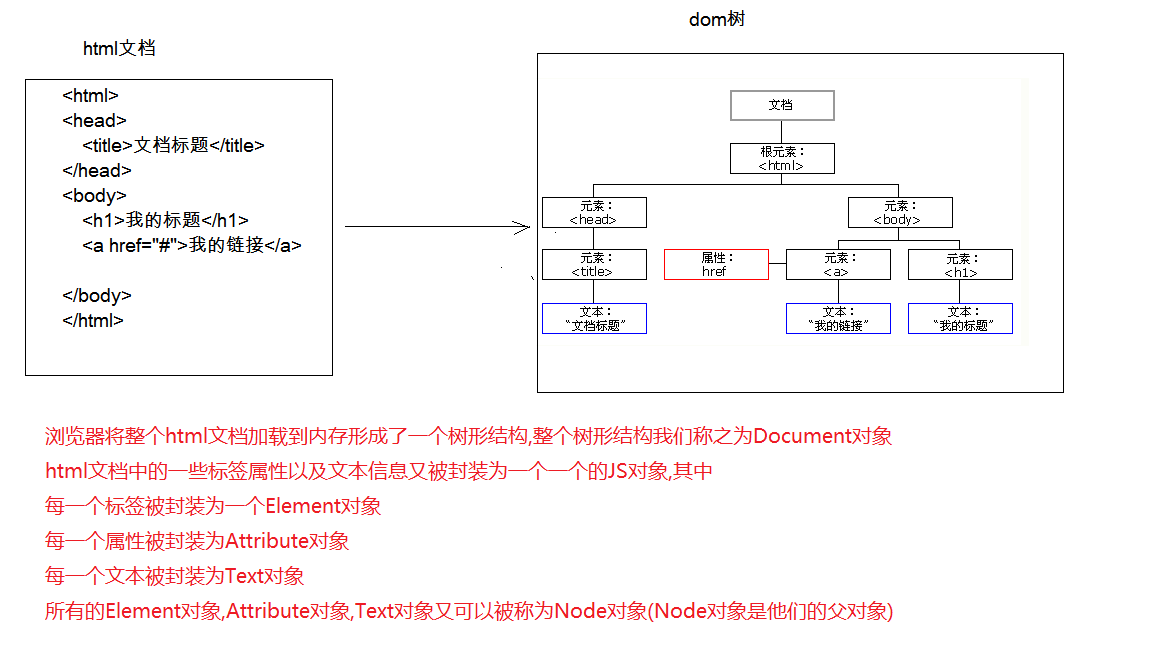 dom树
html文档
<html>
<head>
<title>文档标题</title>
</head>
<body>
<h1>我的标题</h1>
<a href="#">我的链接</a>
</body>
</html>
文档
根元素：
<html>
元素：
<head>
元素：
<body>
元素：
<title>
属性：
href
元素：
<a>
元素：
<h1>
文本：
“文档标题”
文本：
“我的链接”
文本：
“我的标题”
浏览器将整个html文档加载到内存形成了一个树形结构,整个树形结构我们称之为Document对象
html文档中的一些标签属性以及文本信息又被封装为一个一个的JS对象,其中
每一个标签被封装为一个Element对象
每一个属性被封装为Attribute对象
每一个文本被封装为Text对象
所有的Element对象,Attribute对象,Text对象又可以被称为Node对象(Node对象是他们的父对象)